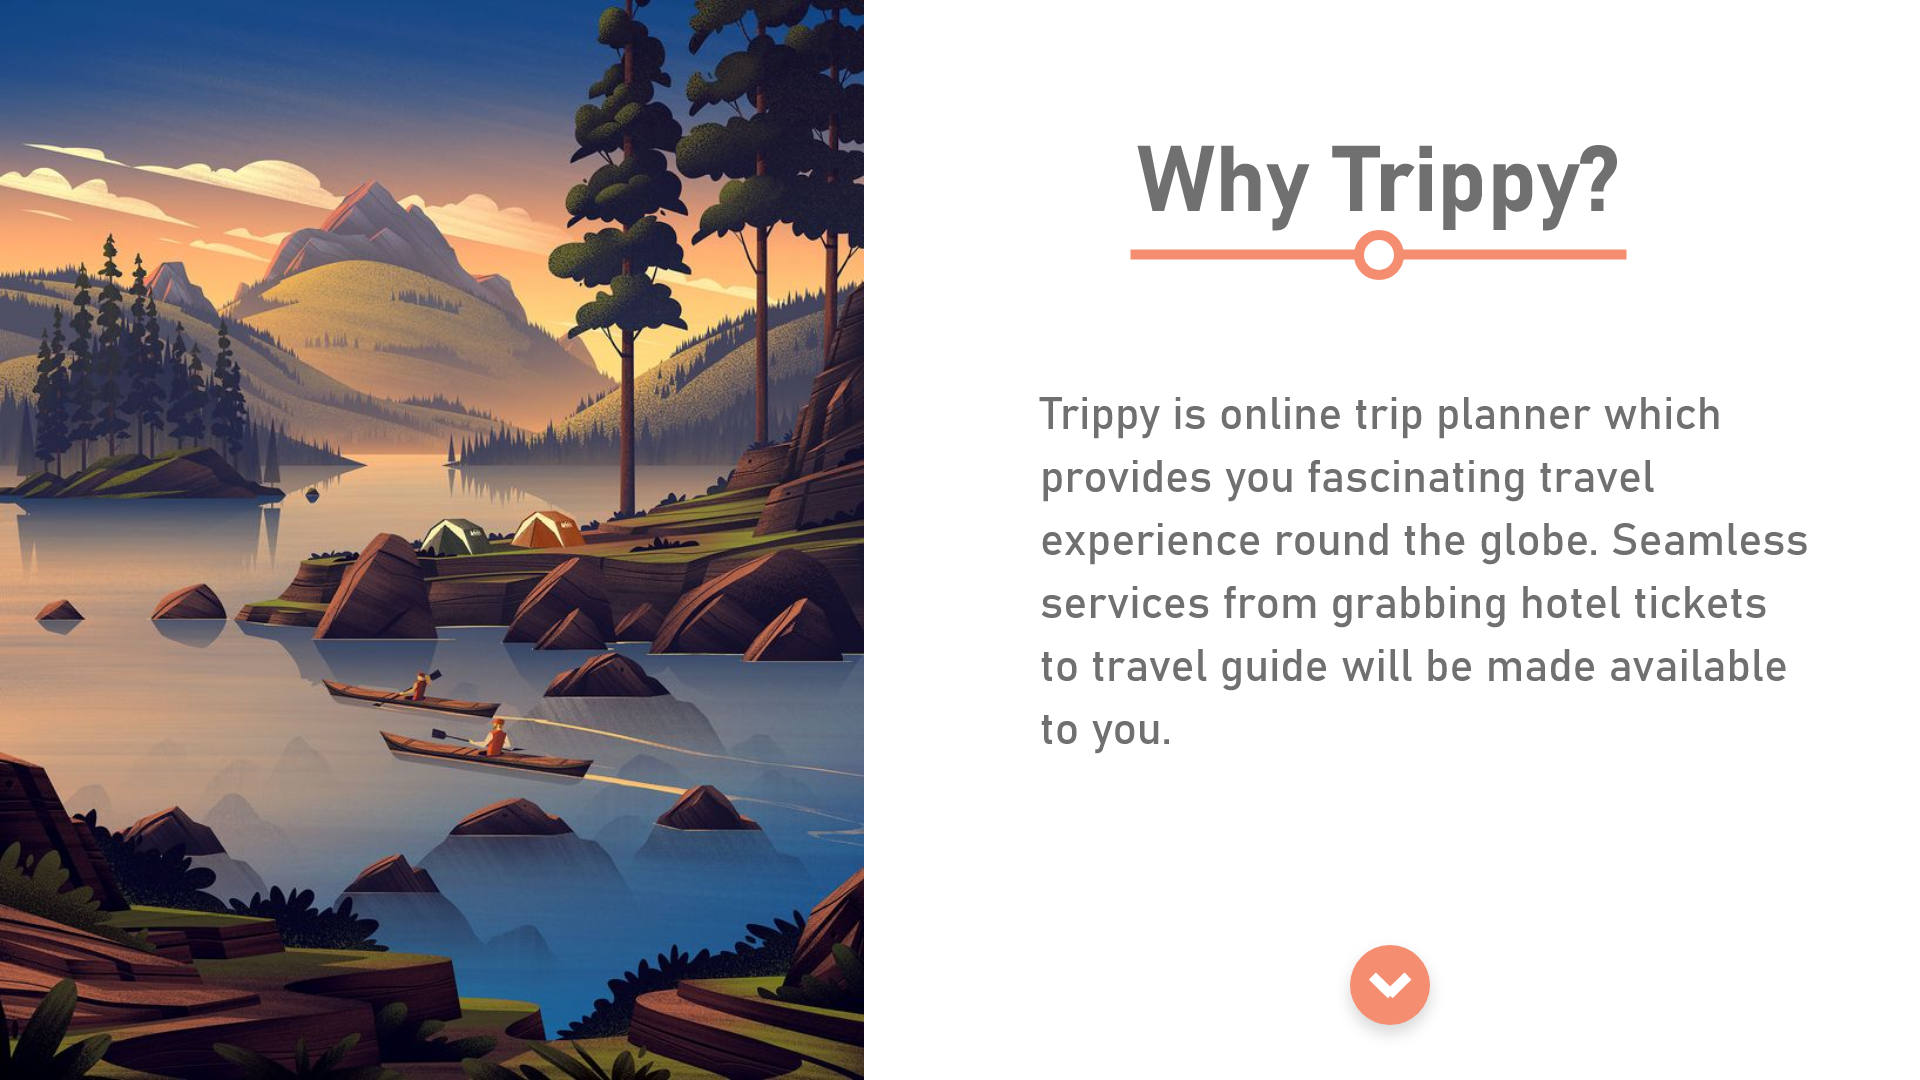 Why Trippy?
Trippy is online trip planner which
provides you fascinating travel
experience round the globe. Seamless
services from grabbing hotel tickets
to travel guide will be made available
to you.